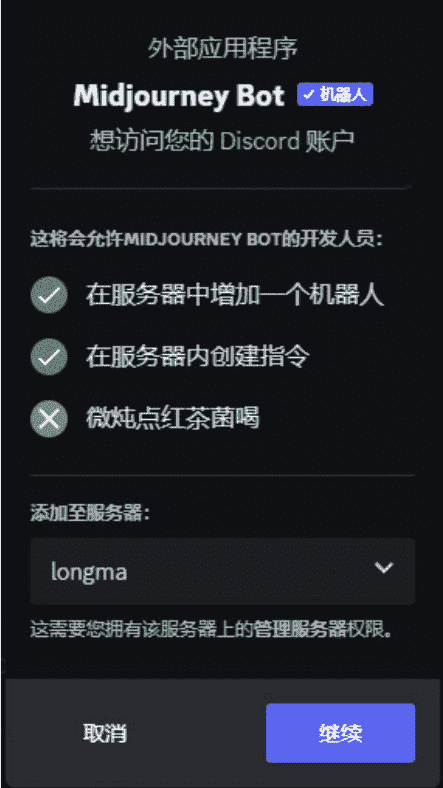 外部应用程序
Midjourney Bot ✓ 机器人
想访问您的 Discord 账户
这将会允许MIDJOURNEY BOT的开发人员：
在服务器中增加一个机器人
在服务器内创建指令
微炖点红茶菌喝
添加至服务器：
longma
这需要您拥有该服务器上的管理服务器权限。
取消
继续